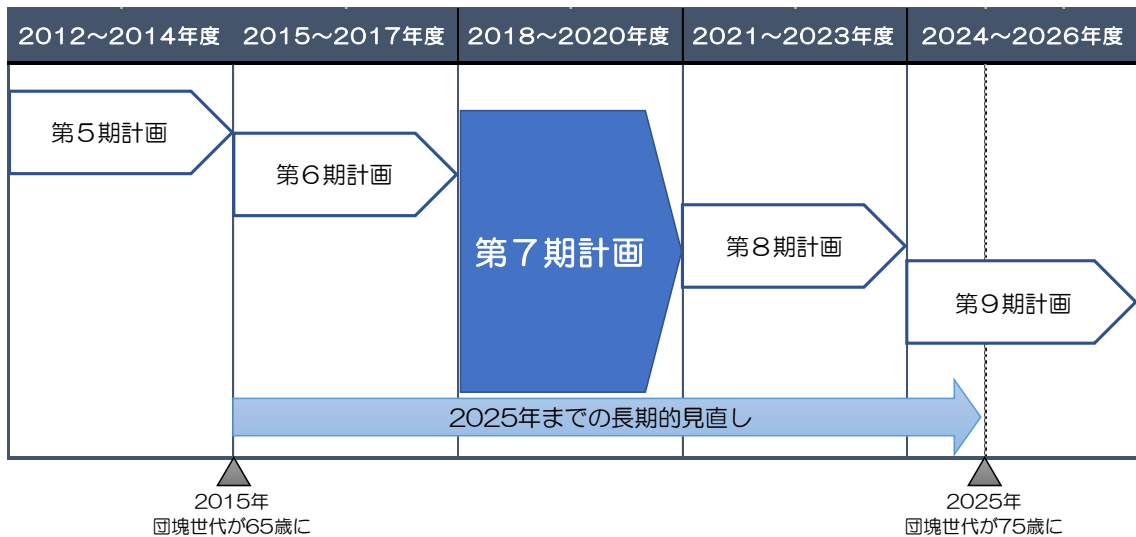 2012～2014年度
2015～2017年度
2018～2020年度
2021～2023年度
2024～2026年度
第５期計画
第６期計画
第７期計画
第８期計画
第９期計画
2025年までの長期的見直し
2015年
団塊世代が65歳に
2025年
団塊世代が75歳に